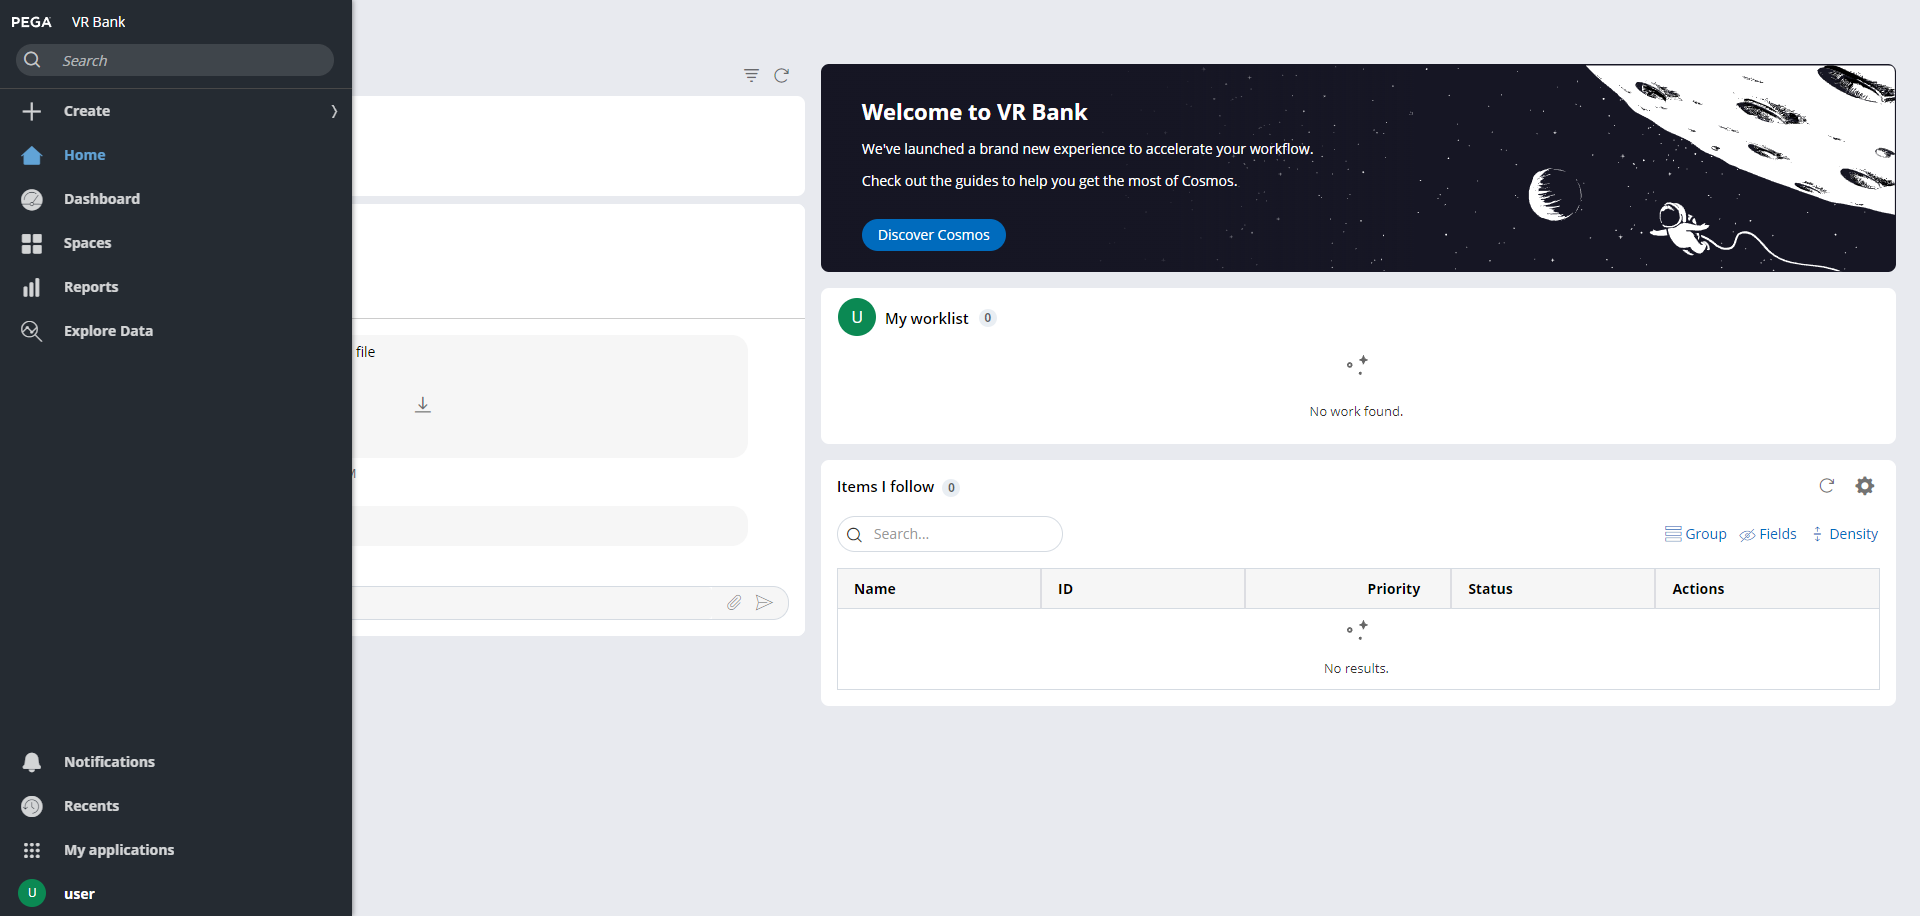 PEGA VR Bank
Search
Create
Home
Dashboard
Spaces
Reports
Explore Data
Notifications
Recents
My applications
U user
file
Welcome to VR Bank
We've launched a brand new experience to accelerate your workflow.
Check out the guides to help you get the most of Cosmos.
Discover Cosmos
U My worklist 0
No work found.
Items I follow 0
Search...
Group Fields Density
Name ID Priority Status Actions
No results.